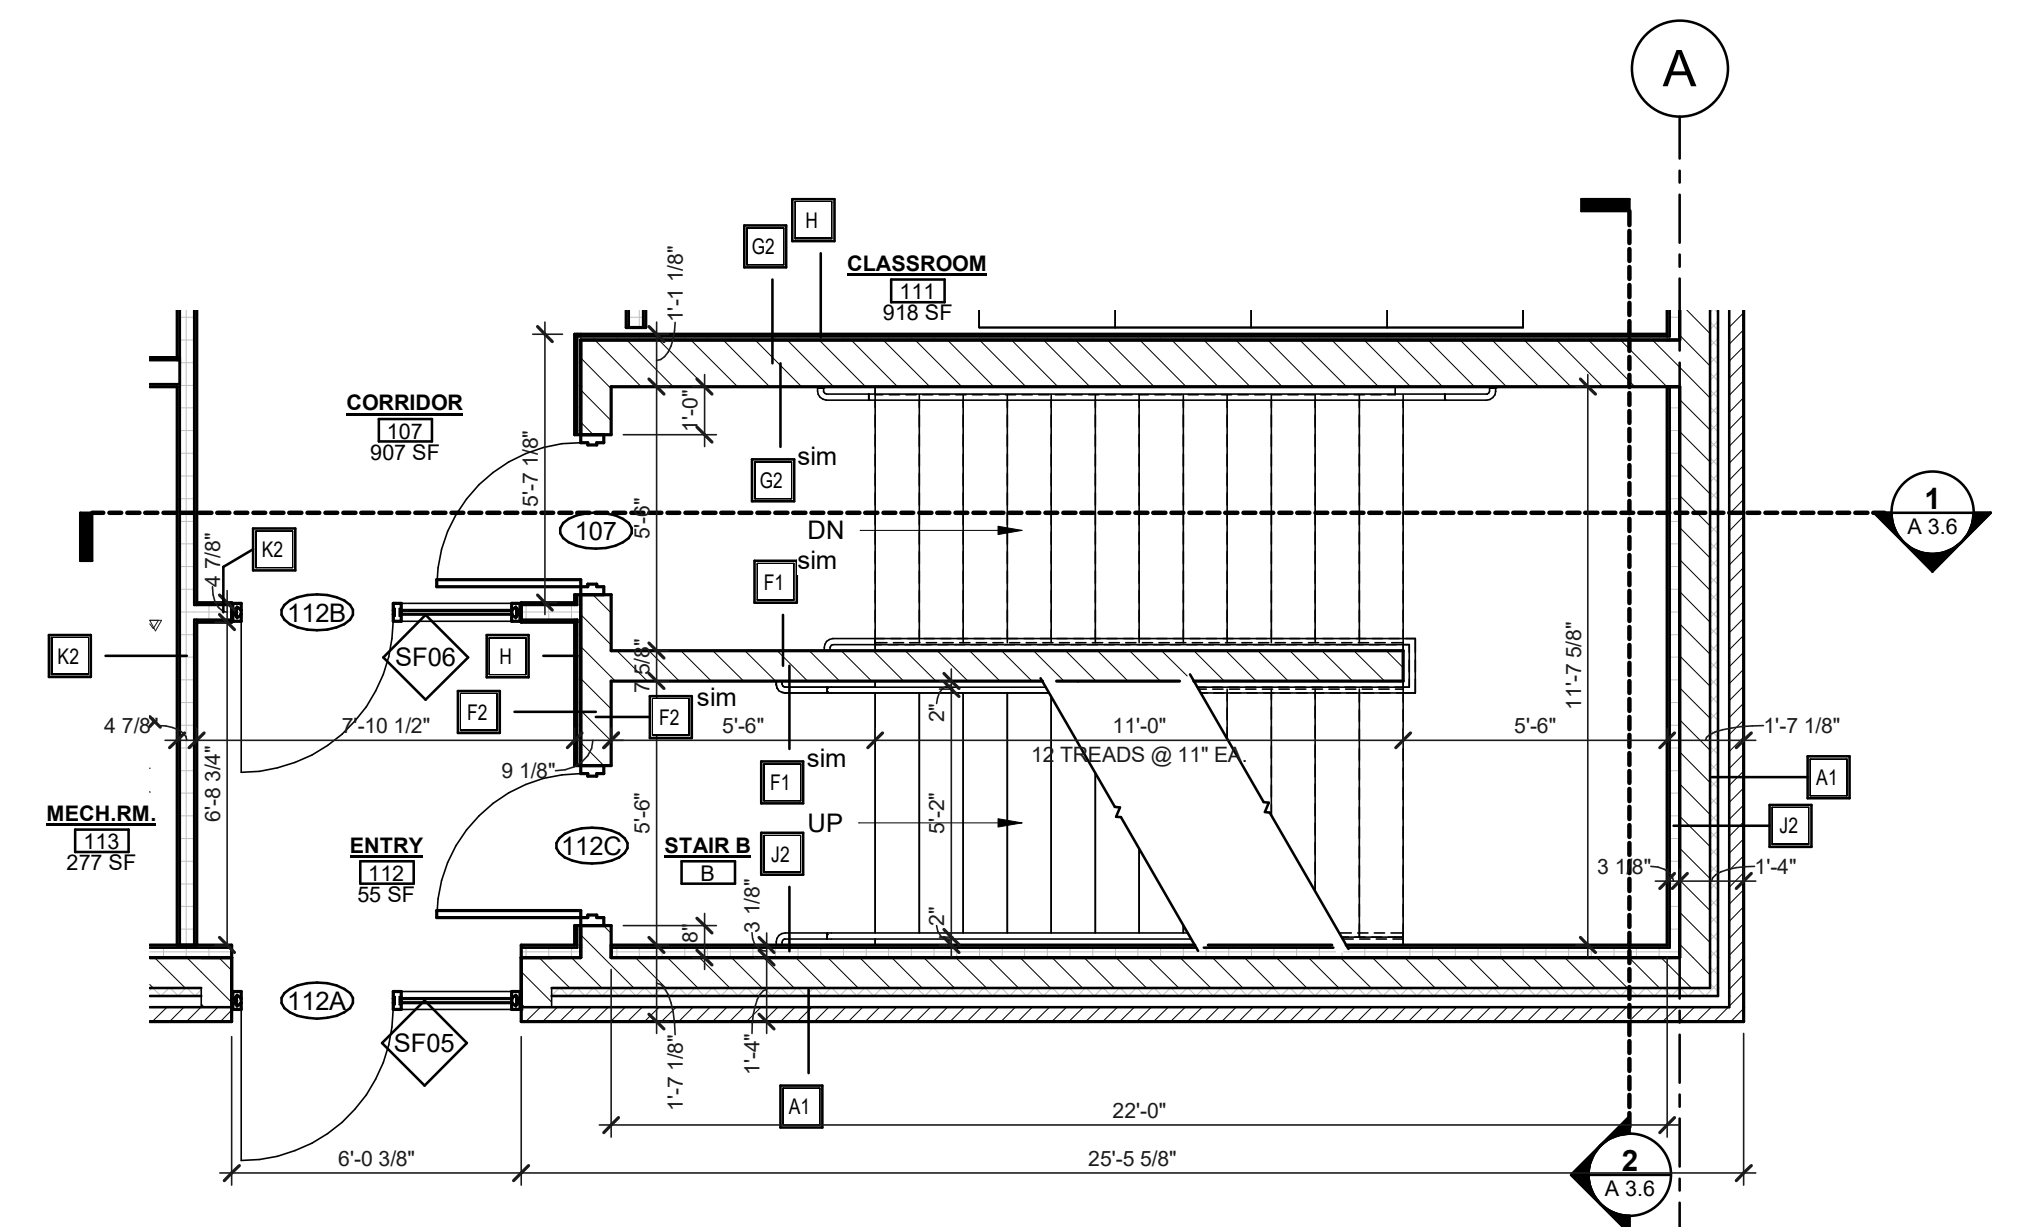 A
H
G2
1'-1 1/8"
CLASSROOM
111
918 SF
CORRIDOR
107
907 SF
1'-0"
5'-7 1/8"
sim
G2
1
A 3.6
107
5'-6"
DN
sim
F1
4 7/8"
K2
112B
K2
SF06
H
7 5/8"
11'-7 5/8"
F2
F2
sim
2"
4 7/8"
7'-10 1/2"
5'-6"
11'-0"
12 TREADS @ 11" EA.
5'-6"
1'-7 1/8"
9 1/8"
6'-8 3/4"
sim
F1
A1
MECH.RM.
113
277 SF
5'-6"
UP
5'-2"
J2
ENTRY
112
55 SF
112C
STAIR B
B
J2
3 1/8"
1'-4"
8"
3 1/8"
2"
112A
SF05
1'-7 1/8"
1'-4"
A1
22'-0"
6'-0 3/8"
25'-5 5/8"
2
A 3.6